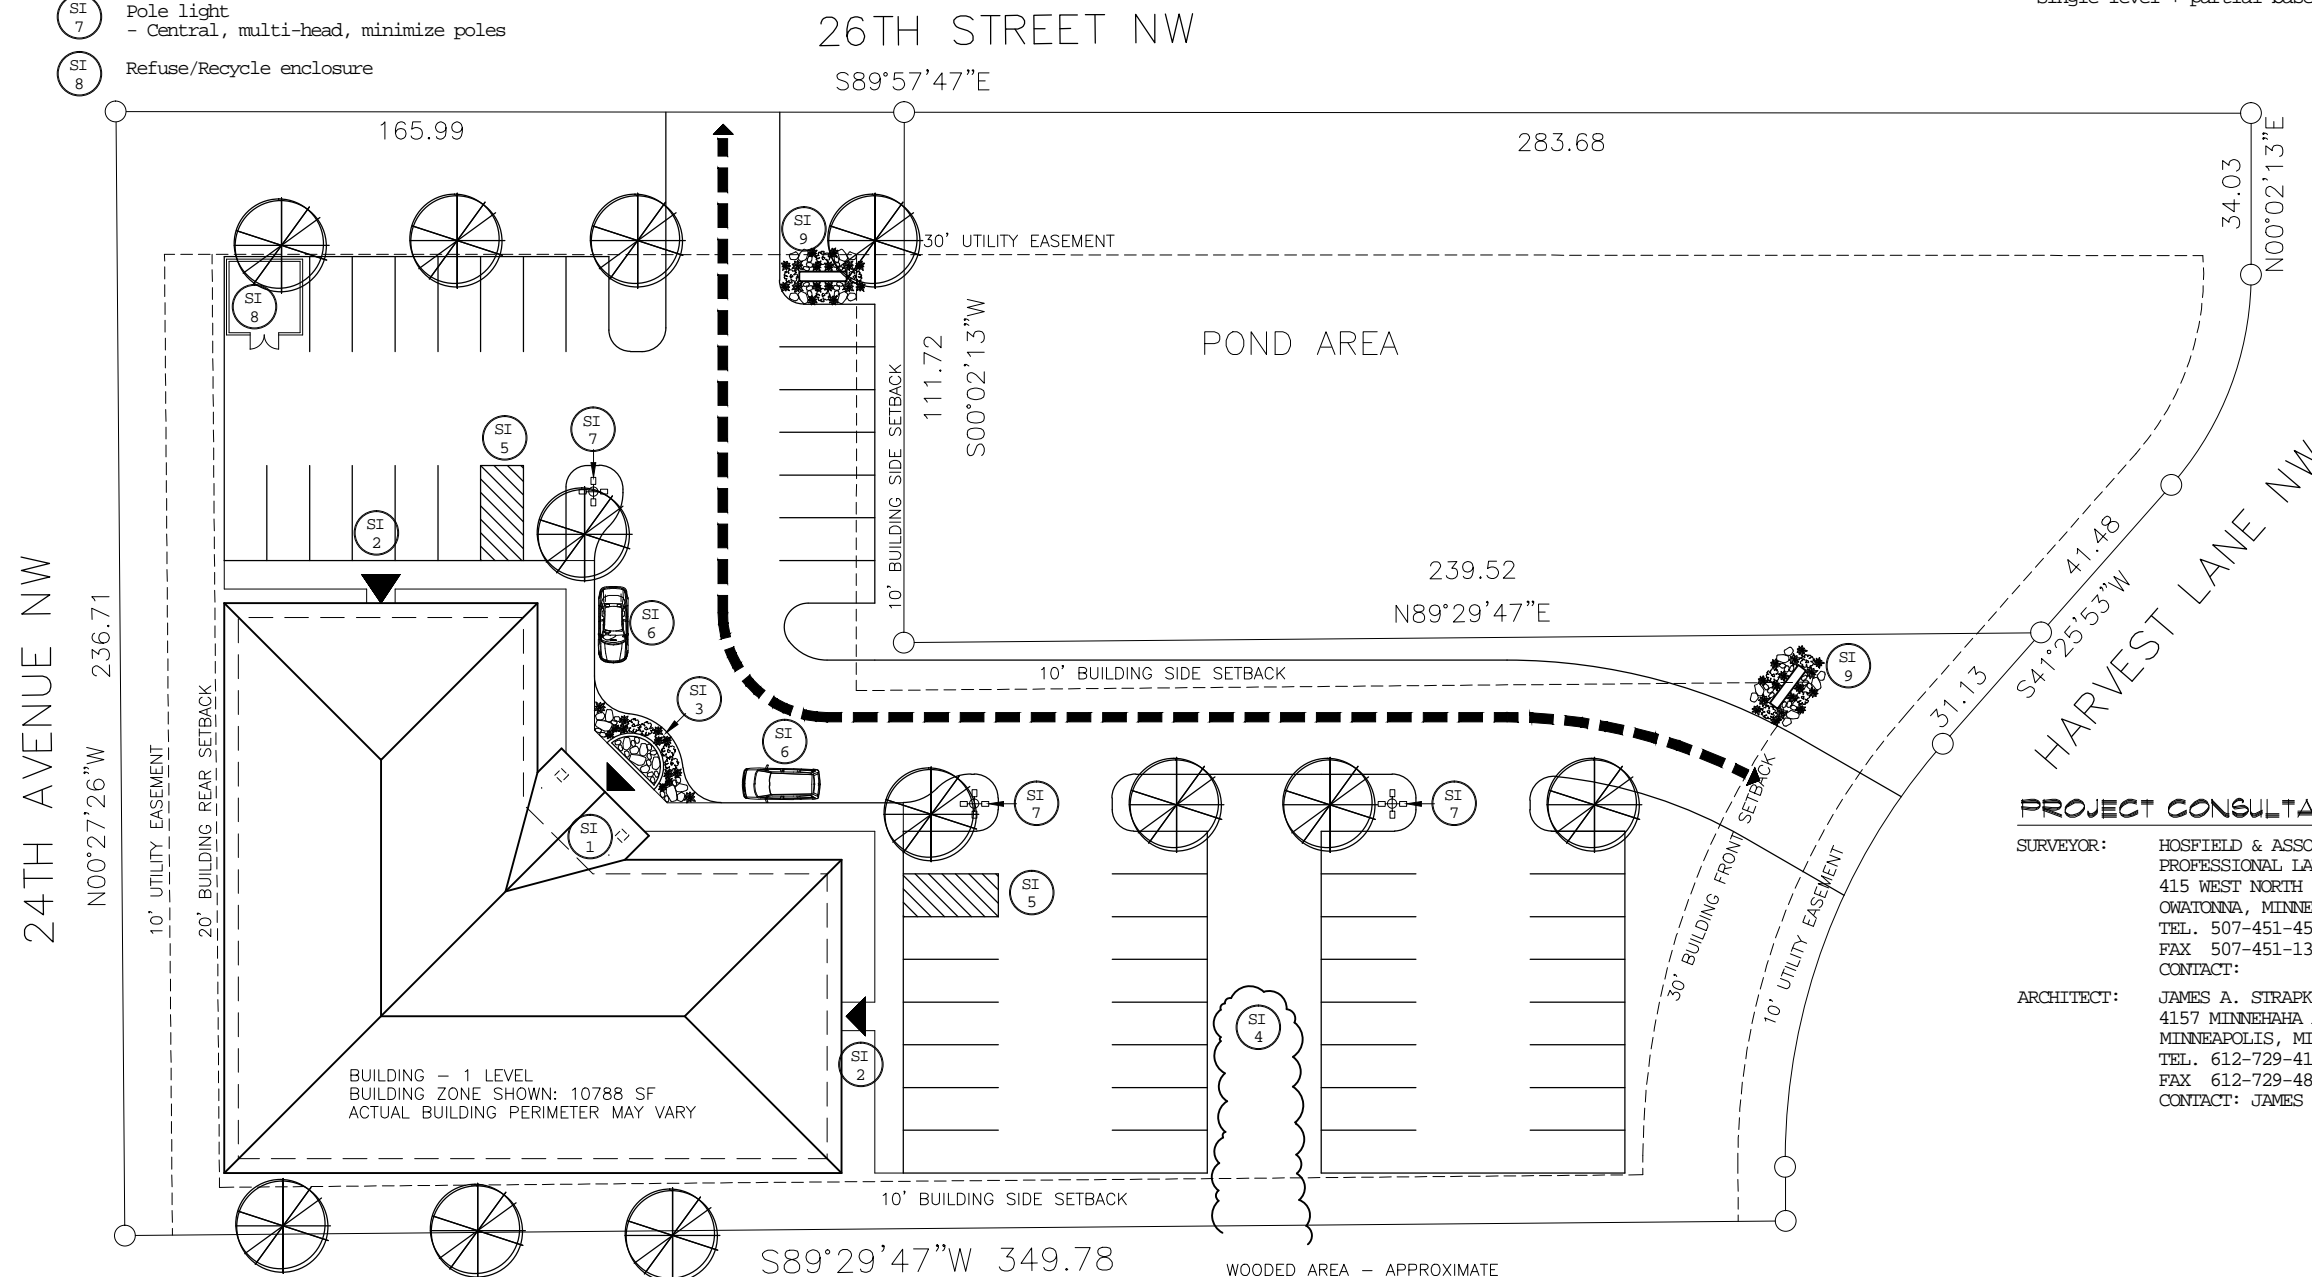 SI
7
Pole light
- Central, multi-head, minimize poles
SI
8
Refuse/Recycle enclosure
26TH STREET NW
S89°57'47"E
165.99
283.68
34.03
N00°02'13"E
SI
9
30' UTILITY EASEMENT
SI
8
POND AREA
111.72
S00°02'13"W
10' BUILDING SIDE SETBACK
SI
5
SI
7
SI
2
41.48
S41°25'53"W
HARVEST LANE NW
239.52
N89°29'47"E
24TH AVENUE NW
236.71
N00°27'26"W
10' UTILITY EASEMENT
20' BUILDING REAR SETBACK
SI
6
10' BUILDING SIDE SETBACK
SI
9
31.13
SI
3
SI
6
SI
7
SI
7
SI
1
SI
5
30' BUILDING FRONT SETBACK
10' UTILITY EASEMENT
SI
4
SI
2
BUILDING – 1 LEVEL
BUILDING ZONE SHOWN: 10788 SF
ACTUAL BUILDING PERIMETER MAY VARY
10' BUILDING SIDE SETBACK
S89°29'47"W 349.78
WOODED AREA – APPROXIMATE
PROJECT
SURVEYOR:
HOSFIELD &
PROFESSIONAL
415 WEST NORTH
OWATONNA,
TEL. 507-451-45
FAX 507-451-13
CONTACT:
ARCHITECT:
JAMES A.
4157 MINNEHAHA
MINNEAPOLIS,
TEL. 612-729-41
FAX 612-729-48
CONTACT: JAMES